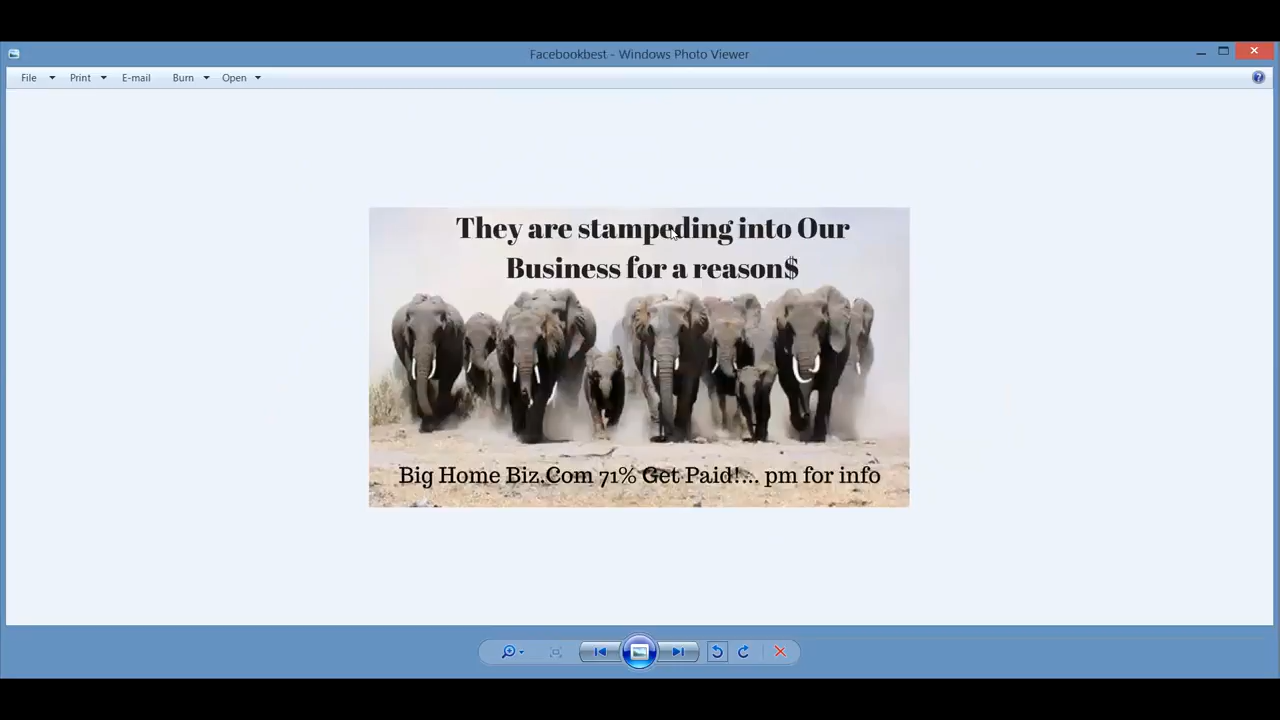 Facebookbest - Windows Photo Viewer
File Print E-mail Burn Open
They are stampeding into Our
Business for a reason$
Big Home Biz.Com 71% Get Paid!... pm for info